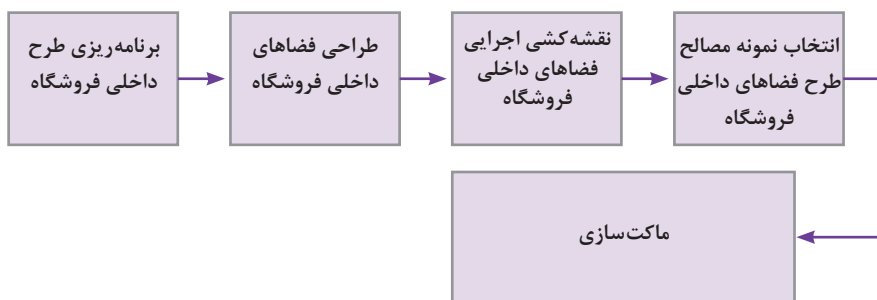 برنامه‌ریزی طرح
داخلی فروشگاه
طراحی فضاهای
داخلی فروشگاه
نقشه‌کشی اجرایی
فضاهای داخلی
فروشگاه
انتخاب نمونه مصالح
طرح فضاهای داخلی
فروشگاه
ماکت‌سازی